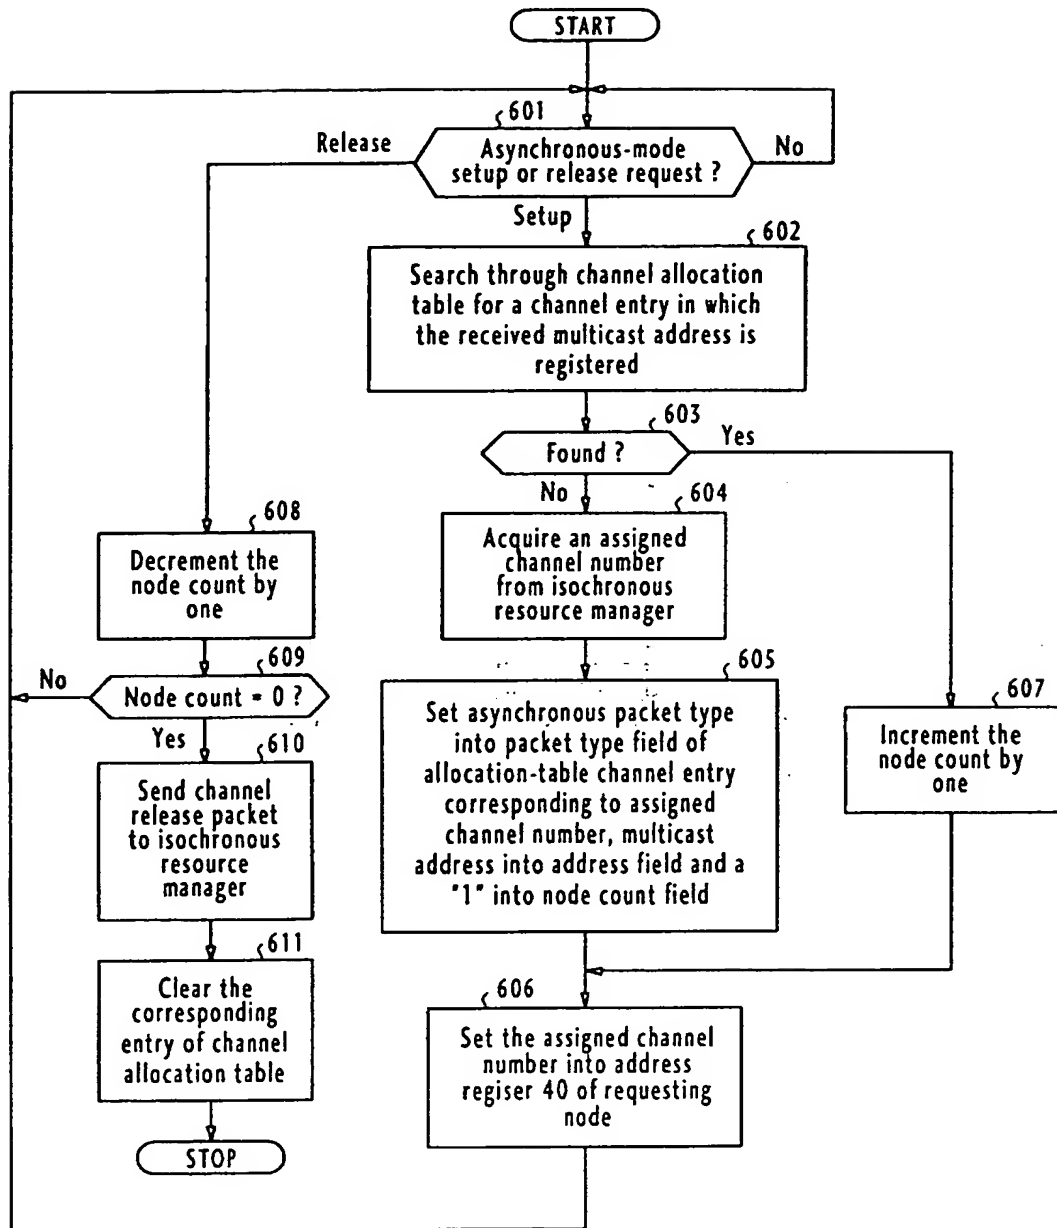 START
601
Release
Asynchronous-mode
setup or release request ?
No
Setup
602
Search through channel allocation
table for a channel entry in which
the received multicast address is
registered
603
Found ?
Yes
No
604
Acquire an assigned
channel number
from isochronous
resource manager
605
Set asynchronous packet type
into packet type field of
allocation-table channel entry
corresponding to assigned
channel number, multicast
address into address field and a
"1" into node count field
607
Increment the
node count by
one
606
Set the assigned channel
number into address
regiser 40 of requesting
node
608
Decrement the
node count by
one
609
No
Node count = 0 ?
Yes
610
Send channel
release packet
to isochronous
resource
manager
611
Clear the
corresponding
entry of channel
allocation table
STOP